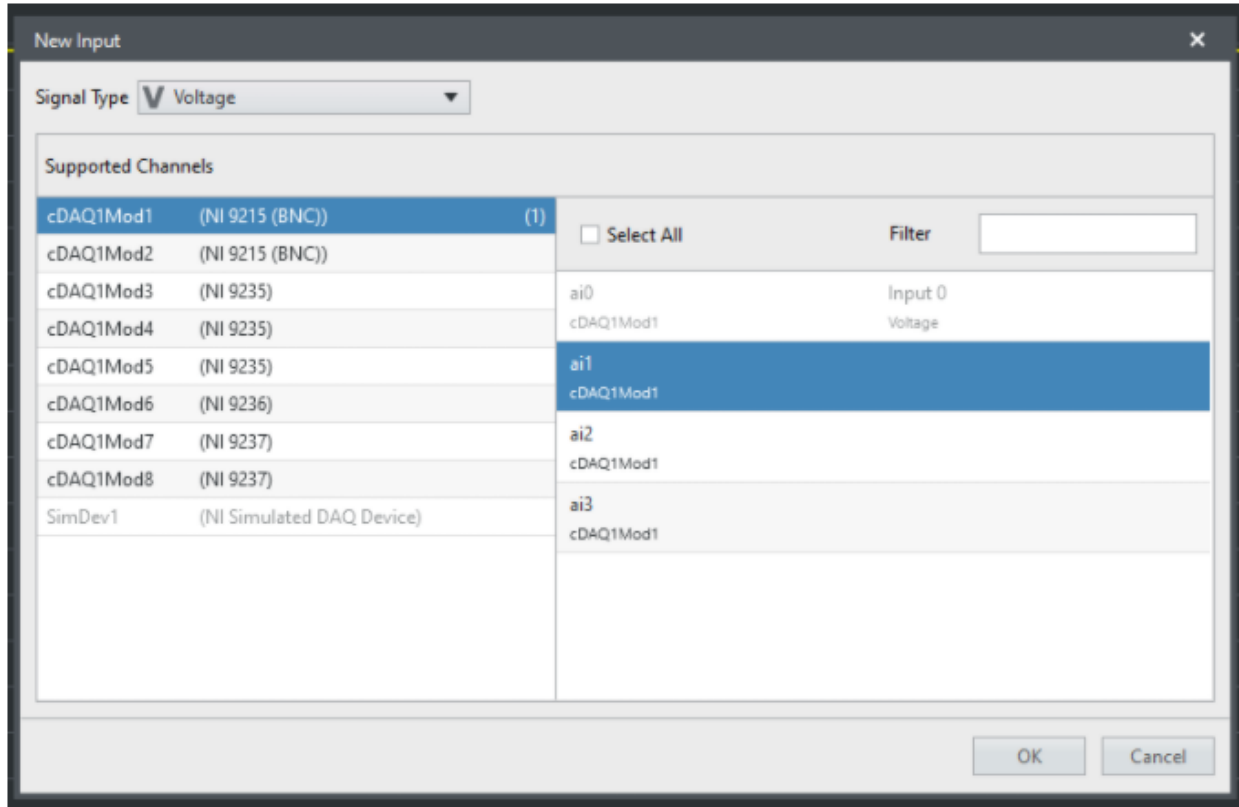 New Input
Signal Type V Voltage
Supported Channels
cDAQ1Mod1 (NI 9215 (BNC)) (1)
cDAQ1Mod2 (NI 9215 (BNC))
cDAQ1Mod3 (NI 9235)
cDAQ1Mod4 (NI 9235)
cDAQ1Mod5 (NI 9235)
cDAQ1Mod6 (NI 9236)
cDAQ1Mod7 (NI 9237)
cDAQ1Mod8 (NI 9237)
SimDev1 (NI Simulated DAQ Device)
Select All Filter
ai0 Input 0
cDAQ1Mod1 Voltage
ai1
cDAQ1Mod1
ai2
cDAQ1Mod1
ai3
cDAQ1Mod1
OK Cancel